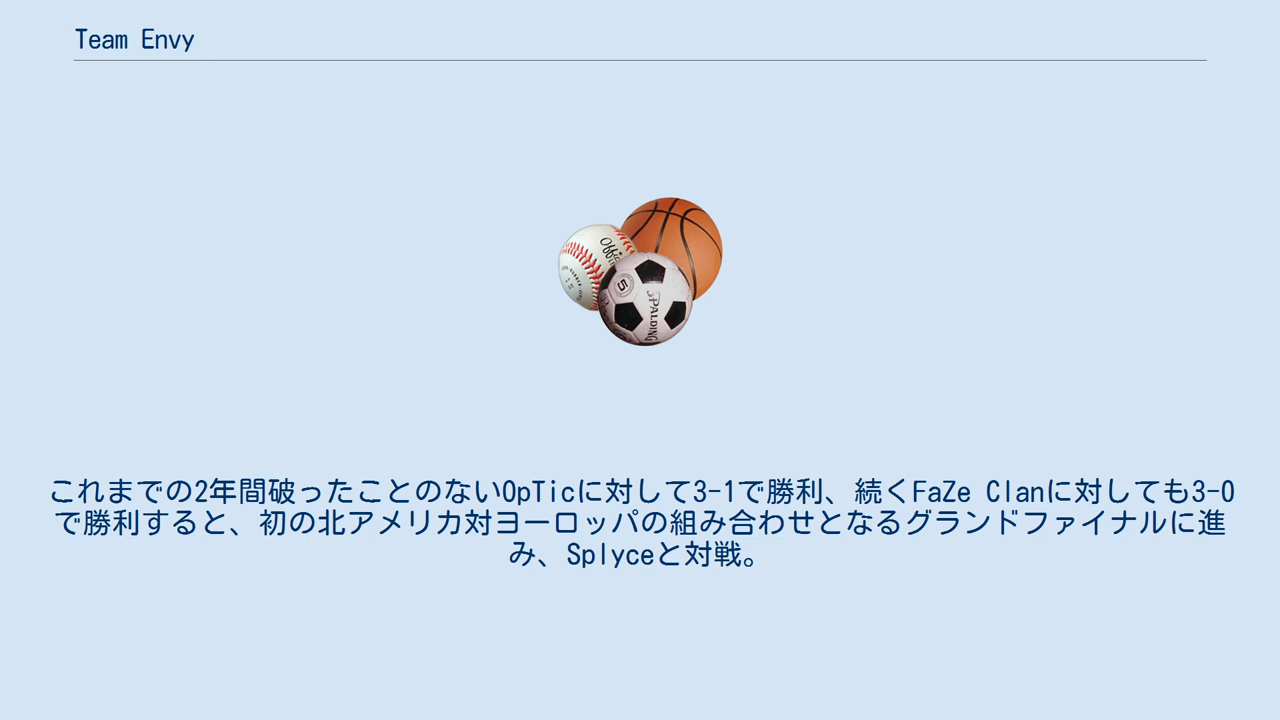 Team Envy
Offic
5
SPALDING
これまでの2年間破ったことのないOpTicに対して3-1で勝利、続くFaZe Clanに対しても3-0
で勝利すると、初の北アメリカ対ヨーロッパの組み合わせとなるグランドファイナルに進
み、Splyceと対戦。